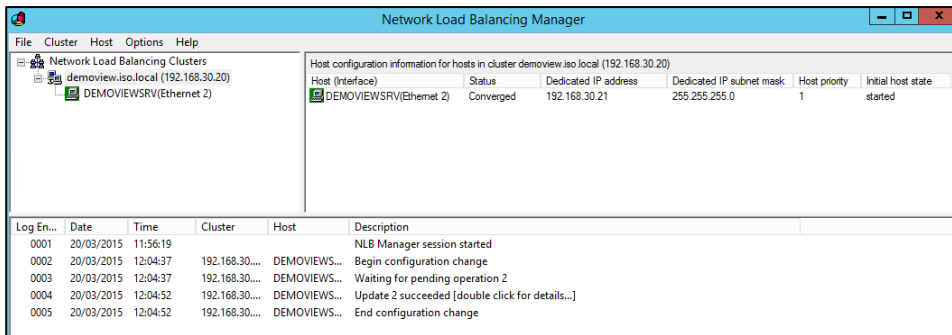 Network Load Balancing Manager
File Cluster Host Options Help
Network Load Balancing Clusters
demoview.iso.local (192.168.30.20)
DEMOVIEWSRV(Ethernet 2)
Host configuration information for hosts in cluster demoview.iso.local (192.168.30.20)
Host (Interface) Status Dedicated IP address Dedicated IP subnet mask Host priority Initial host state
DEMOVIEWSRV(Ethernet 2) Converged 192.168.30.21 255.255.255.0 1 started
Log En... Date Time Cluster Host Description
0001 20/03/2015 11:56:19 NLB Manager session started
0002 20/03/2015 12:04:37 192.168.30.... DEMOVIEWS... Begin configuration change
0003 20/03/2015 12:04:37 192.168.30.... DEMOVIEWS... Waiting for pending operation 2
0004 20/03/2015 12:04:52 192.168.30.... DEMOVIEWS... Update 2 succeeded [double click for details...]
0005 20/03/2015 12:04:52 192.168.30.... DEMOVIEWS... End configuration change